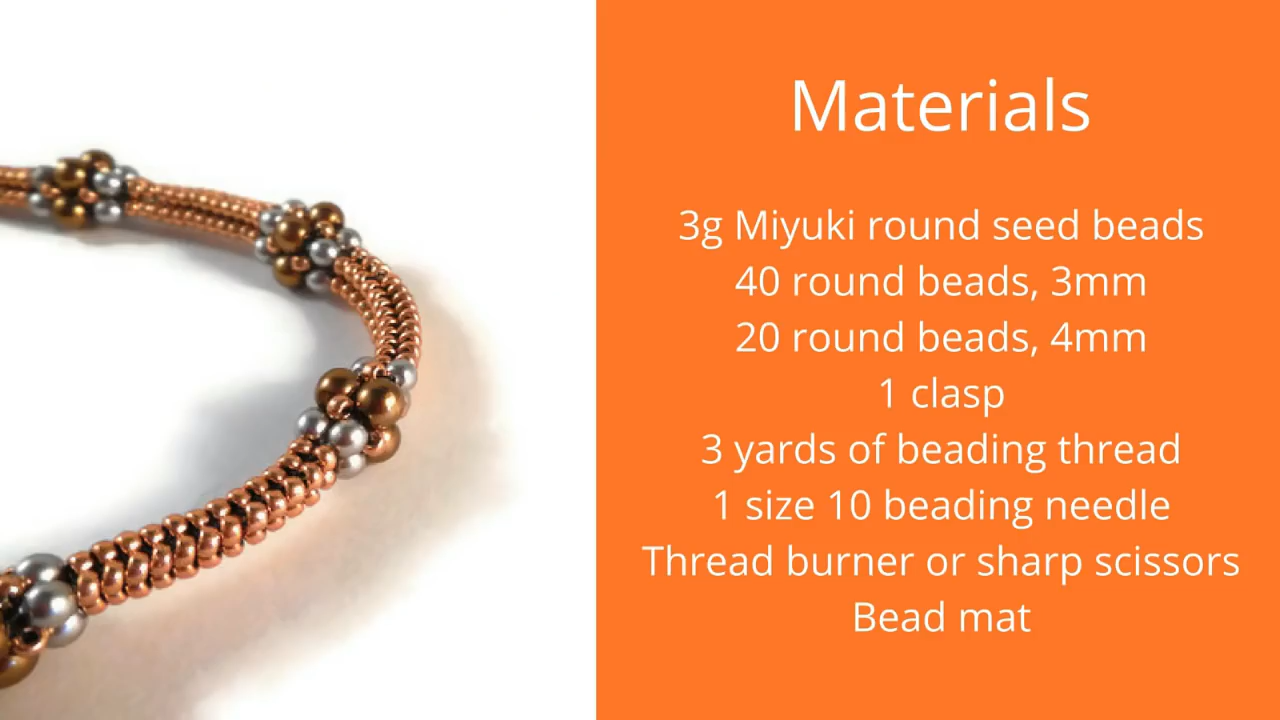 Materials
3g Miyuki round seed beads
40 round beads, 3mm
20 round beads, 4mm
1 clasp
3 yards of beading thread
1 size 10 beading needle
Thread burner or sharp scissors
Bead mat